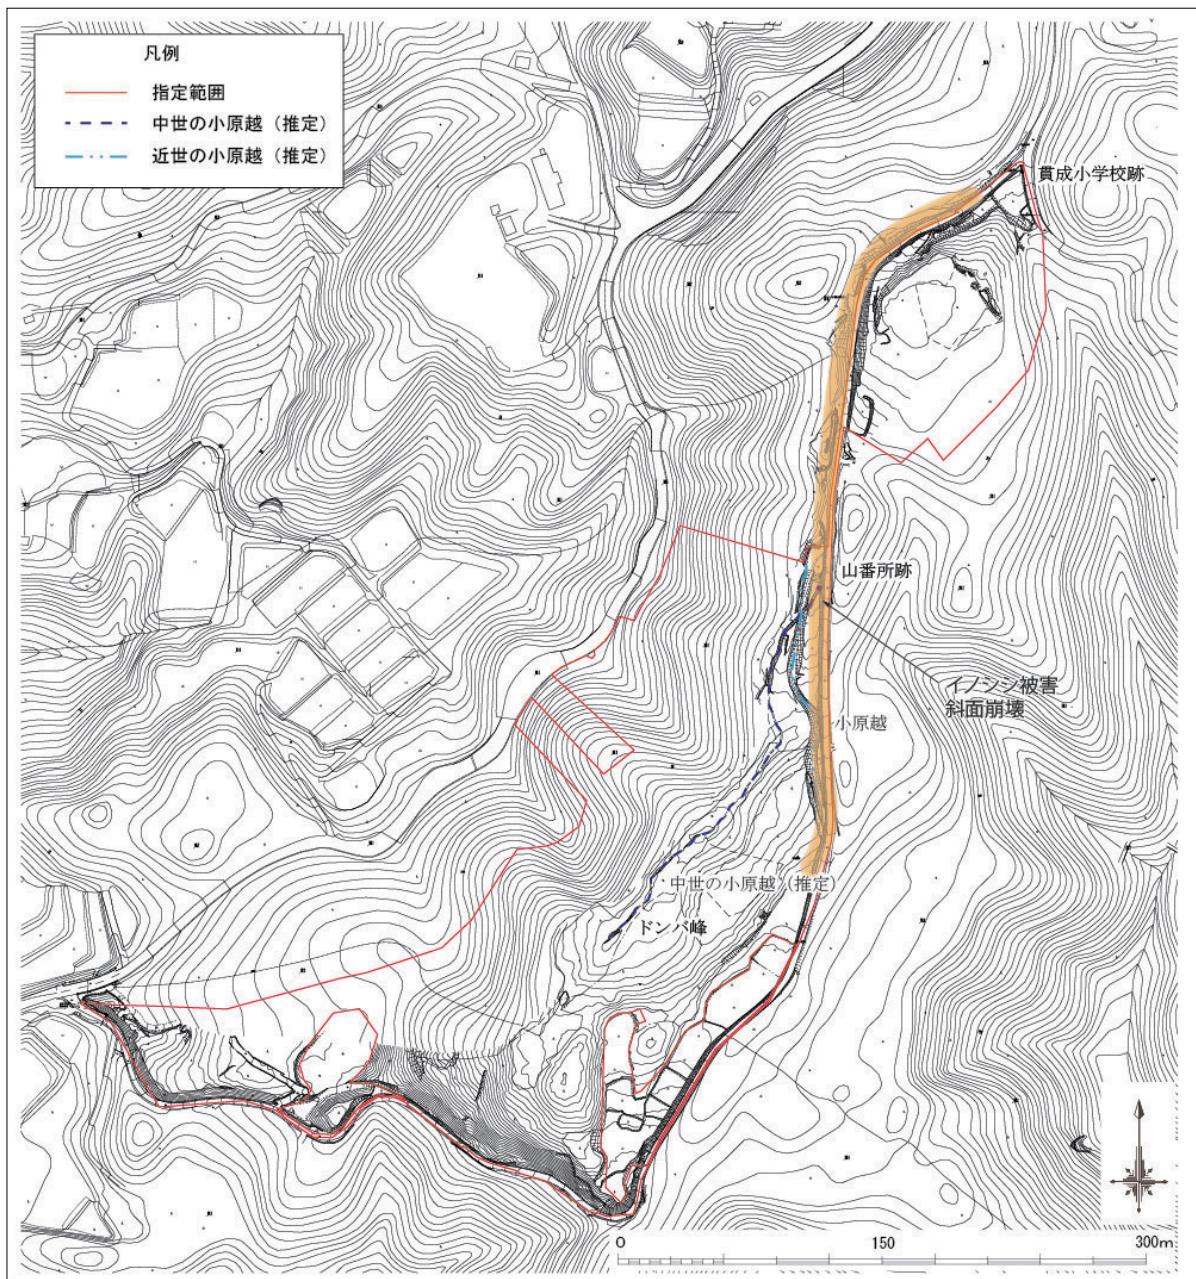 凡例
指定範囲
中世の小原越（推定）
近世の小原越（推定）
貫成小学校跡
山番所跡
イノシシ被害
斜面崩壊
小原越
中世の小原越（推定）
ドンバ峰
0 150 300m